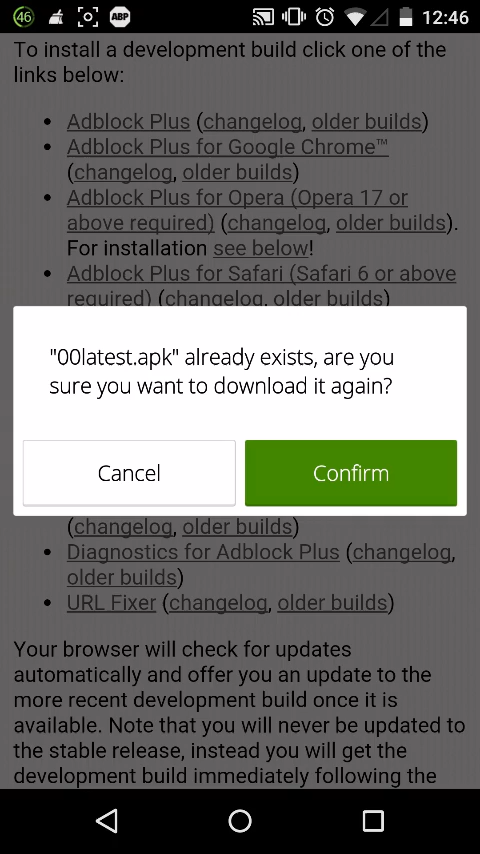 46 ABP 12:46
To install a development build click one of the
links below:
• Adblock Plus (changelog, older builds)
• Adblock Plus for Google Chrome™
(changelog, older builds)
• Adblock Plus for Opera (Opera 17 or
above required) (changelog, older builds).
For installation see below!
• Adblock Plus for Safari (Safari 6 or above
required) (changelog, older builds)
"00latest.apk" already exists, are you
sure you want to download it again?
Cancel Confirm
(changelog, older builds)
• Diagnostics for Adblock Plus (changelog,
older builds)
• URL Fixer (changelog, older builds)
Your browser will check for updates
automatically and offer you an update to the
more recent development build once it is
available. Note that you will never be updated to
the stable release, instead you will get the
development build immediately following the